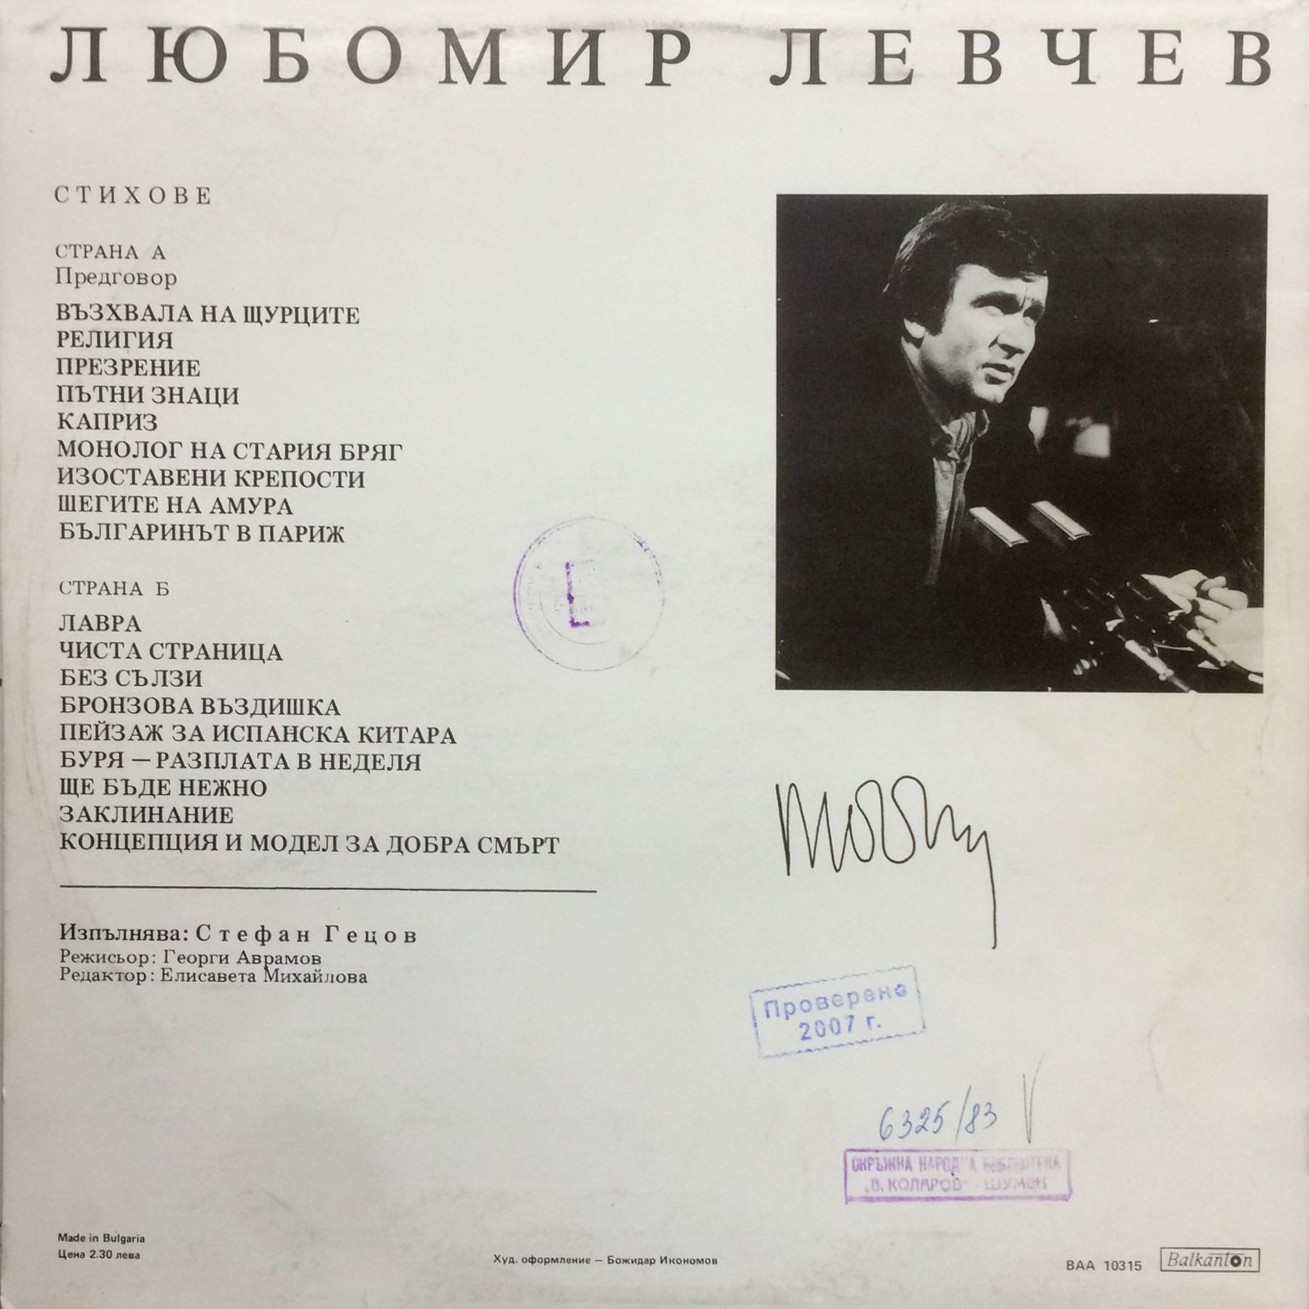 ЛЮБОМИР ЛЕВЧЕВ
СТИХОВЕ
СТРАНА А
Предговор
ВЪЗХВАЛА НА ЩУРЦИТЕ
РЕЛИГИЯ
ПРЕЗРЕНИЕ
ПЪТНИ ЗНАЦИ
КАПРИЗ
МОНОЛОГ НА СТАРИЯ БРЯГ
ИЗОСТАВЕНИ КРЕПОСТИ
ШЕГИТЕ НА АМУРА
БЪЛГАРИНЪТ В ПАРИЖ
СТРАНА Б
ЛАВРА
ЧИСТА СТРАНИЦА
БЕЗ СЪЛЗИ
БРОНЗОВА ВЪЗДИШКА
ПЕЙЗАЖ ЗА ИСПАНСКА КИТАРА
БУРЯ — РАЗПЛАТА В НЕДЕЛЯ
ЩЕ БЪДЕ НЕЖНО
ЗАКЛИНАНИЕ
КОНЦЕПЦИЯ И МОДЕЛ ЗА ДОБРА СМЪРТ
Изпълнява: Стефан Гецов
Режисьор: Георги Аврамов
Редактор: Елисавета Михайлова
Проверено
2007 г.
6325/83
ОКРЪЖНА НАРОДНА БИБЛИОТЕКА
„В. КОЛАРОВ" - ШУМЕН
Made in Bulgaria
Цена 2.30 лева
Худ. оформление — Божидар Икономов
ВАА 10315
Balkanton